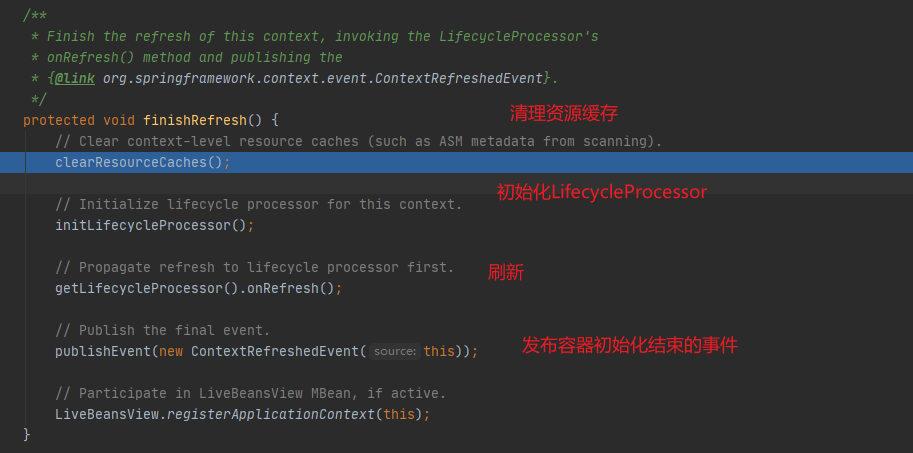 /**
* Finish the refresh of this context, invoking the LifecycleProcessor's
* onRefresh() method and publishing the
* {@link org.springframework.context.event.ContextRefreshedEvent}.
*/
protected void finishRefresh() {
清理资源缓存
// Clear context-level resource caches (such as ASM metadata from scanning).
clearResourceCaches();
初始化LifecycleProcessor
// Initialize lifecycle processor for this context.
initLifecycleProcessor();
// Propagate refresh to lifecycle processor first.
刷新
getLifecycleProcessor().onRefresh();
// Publish the final event.
publishEvent(new ContextRefreshedEvent( source: this));
发布容器初始化结束的事件
// Participate in LiveBeansView MBean, if active.
LiveBeansView.registerApplicationContext(this);
}